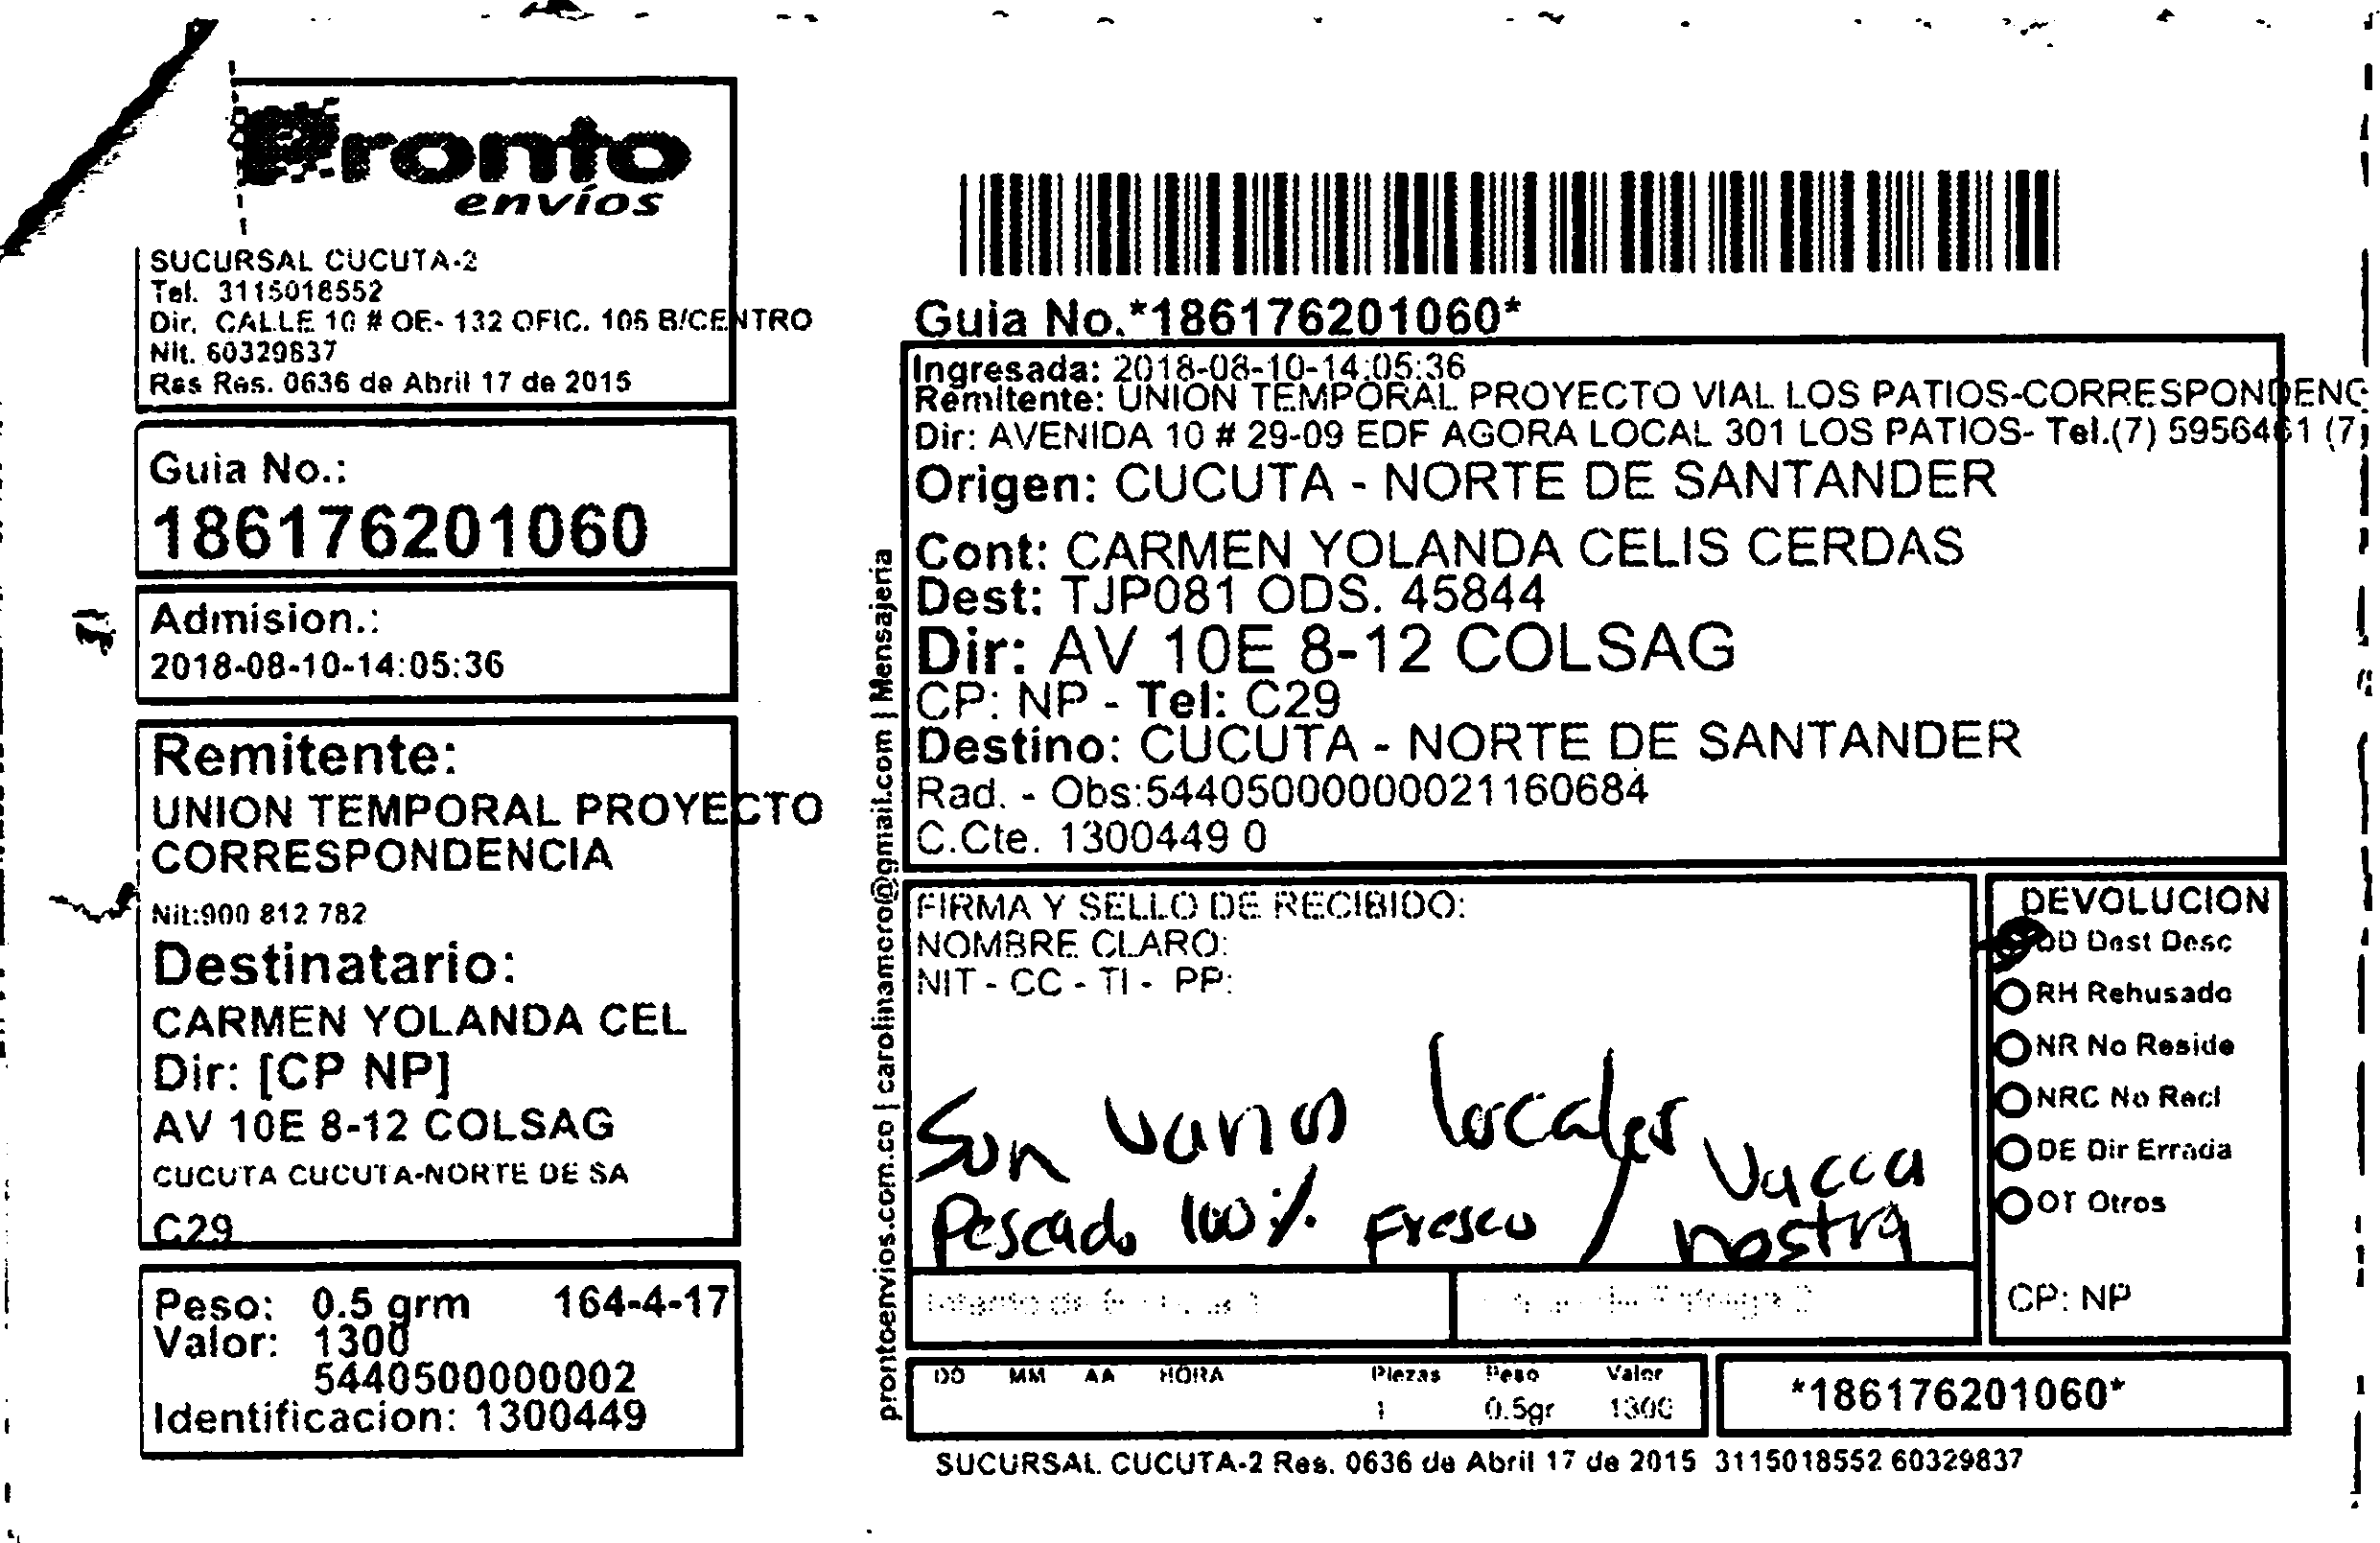 Pronto
envíos
SUCURSAL CUCUTA-2
Tel. 3115018552
Dir. CALLE 10 # OE- 132 OFIC. 106 B/CENTRO
Nit. 60329837
Res Res. 0636 de Abril 17 de 2015
Guia No.:
186176201060
Admision.:
2018-08-10-14:05:36
Remitente:
UNION TEMPORAL PROYECTO
CORRESPONDENCIA
Nit:900 812 782
Destinatario:
CARMEN YOLANDA CEL
Dir: [CP NP]
AV 10E 8-12 COLSAG
CUCUTA CUCUTA-NORTE DE SA
C29
Peso: 0.5 grm 164-4-17
Valor: 1300
5440500000002
Identificacion: 1300449
prontoenvios.com.co | carolinamoro@gmail.com | Mensajeria
Guia No.*186176201060*
Ingresada: 2018-08-10-14:05:36
Remitente: UNION TEMPORAL PROYECTO VIAL LOS PATIOS-CORRESPONDENC
Dir: AVENIDA 10 # 29-09 EDF AGORA LOCAL 301 LOS PATIOS- Tel.(7) 5956461 (7)
Origen: CUCUTA - NORTE DE SANTANDER
Cont: CARMEN YOLANDA CELIS CERDAS
Dest: TJP081 ODS. 45844
Dir: AV 10E 8-12 COLSAG
CP: NP - Tel: C29
Destino: CUCUTA - NORTE DE SANTANDER
Rad. - Obs:544050000000021160684
C.Cte. 1300449 0
FIRMA Y SELLO DE RECIBIDO:
NOMBRE CLARO:
NIT - CC - TI - PP:
Son varios locales
Pescado 100% Fresco / Vacca
nostra
DEVOLUCION
DD Dest Desc
RH Rehusado
NR No Reside
NRC No Recl
DE Dir Errada
OT Otros
CP: NP
DD MM AA HORA Piezas Peso Valor
1 0.5gr 1300
*186176201060*
SUCURSAL CUCUTA-2 Res. 0636 de Abril 17 de 2015 3115018552 60329837